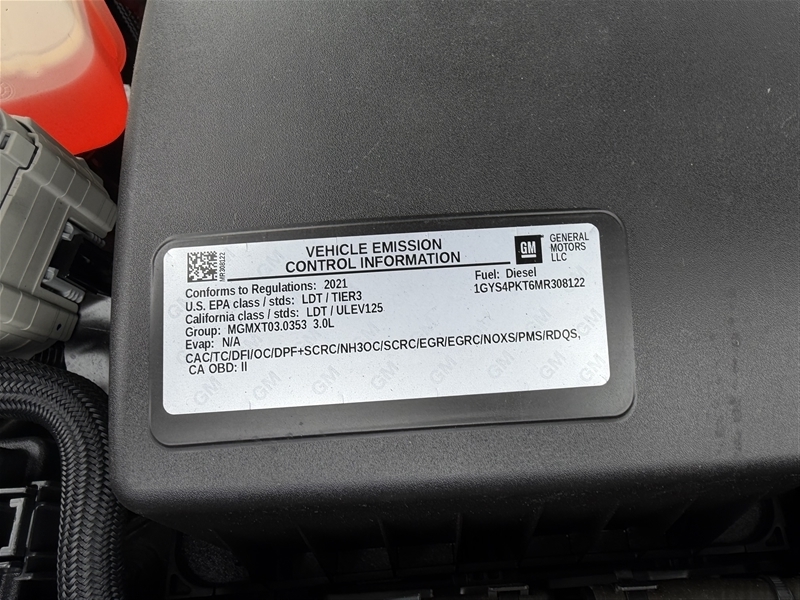 VEHICLE EMISSION
CONTROL INFORMATION
MR308122
GM
GENERAL
MOTORS
LLC
Conforms to Regulations: 2021
Fuel: Diesel
U.S. EPA class / stds: LDT / TIER3
1GYS4PKT6MR308122
California class / stds: LDT / ULEV125
Group: MGMXT03.0353 3.0L
Evap: N/A
CAC/TC/DFI/OC/DPF+SCRC/NH3OC/SCRC/EGR/EGRC/NOXS/PMS/RDQS,
CA OBD: II